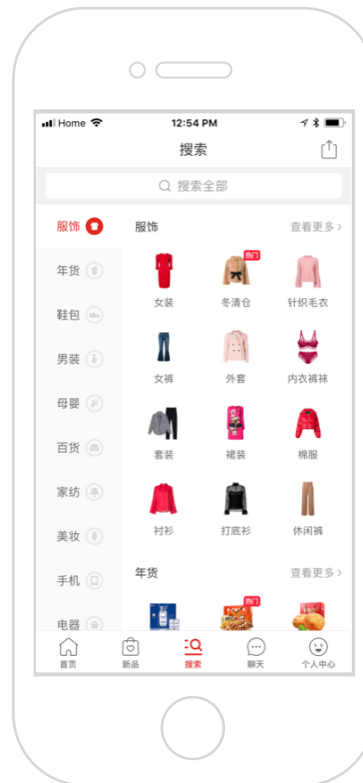 Home
12:54 PM
搜索
搜索全部
服饰
年货
鞋包
男装
母婴
百货
家纺
美妆
手机
电器
服饰 查看更多
热门
女装 冬清仓 针织毛衣
女裤 外套 内衣裤袜
套装 裙装 棉服
衬衫 打底衫 休闲裤
年货 查看更多
热门
首页 新品 搜索 聊天 个人中心